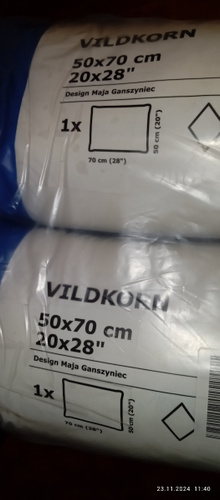 VILDKORN
50x70 cm
20x28"
Design Maja Ganszyniec
1x
50 cm (20")
70 cm (28")
VILDKORN
50x70 cm
20x28"
Design Maja Ganszyniec
1x
50 cm (20")
70 cm (28")
23.11.2024 11:40